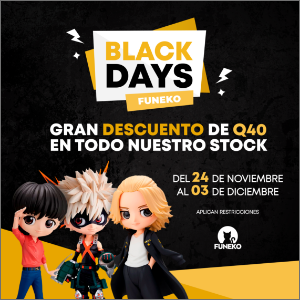 BLACK
DAYS
FUNEKO
GRAN DESCUENTO DE Q40
EN TODO NUESTRO STOCK
DEL 24 DE NOVIEMBRE
AL 03 DE DICIEMBRE
APLICAN RESTRICCIONES
FUNEKO